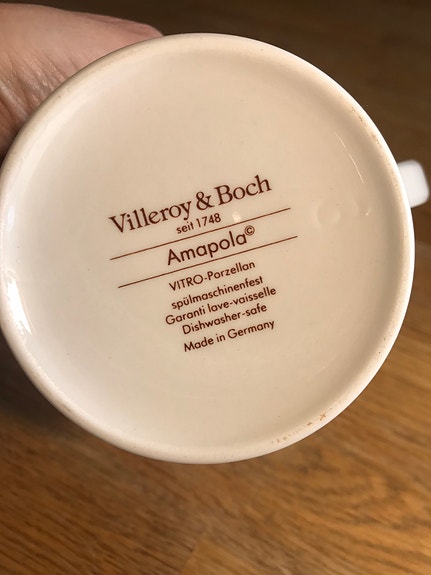 Villeroy & Boch
seit 1748
Amapola©
VITRO-Porzellan
spülmaschinenfest
Garanti lave-vaisselle
Dishwasher-safe
Made in Germany